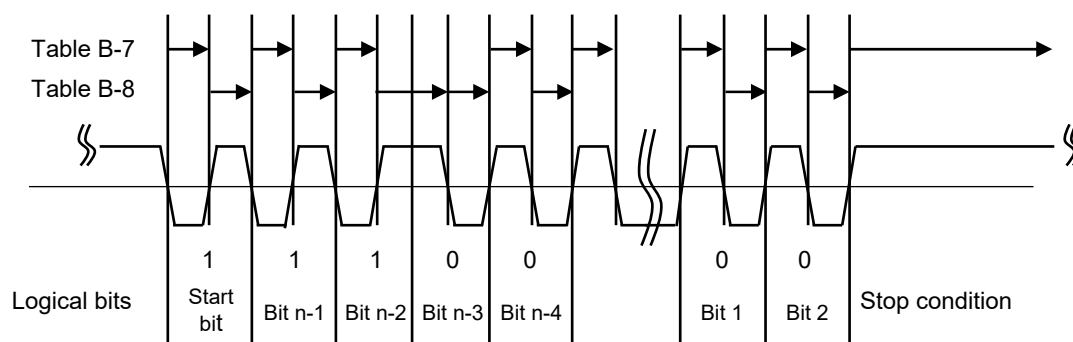 Table B-7
Table B-8
1 1 1 0 0 0 0
Logical bits
Start
bit
Bit n-1 Bit n-2 Bit n-3 Bit n-4 Bit 1 Bit 2
Stop condition